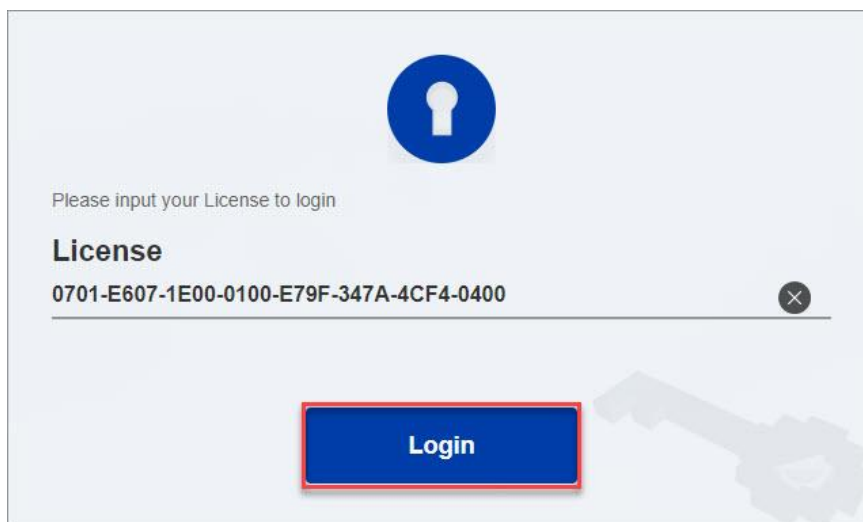 Please input your License to login
License
0701-E607-1E00-0100-E79F-347A-4CF4-0400
Login